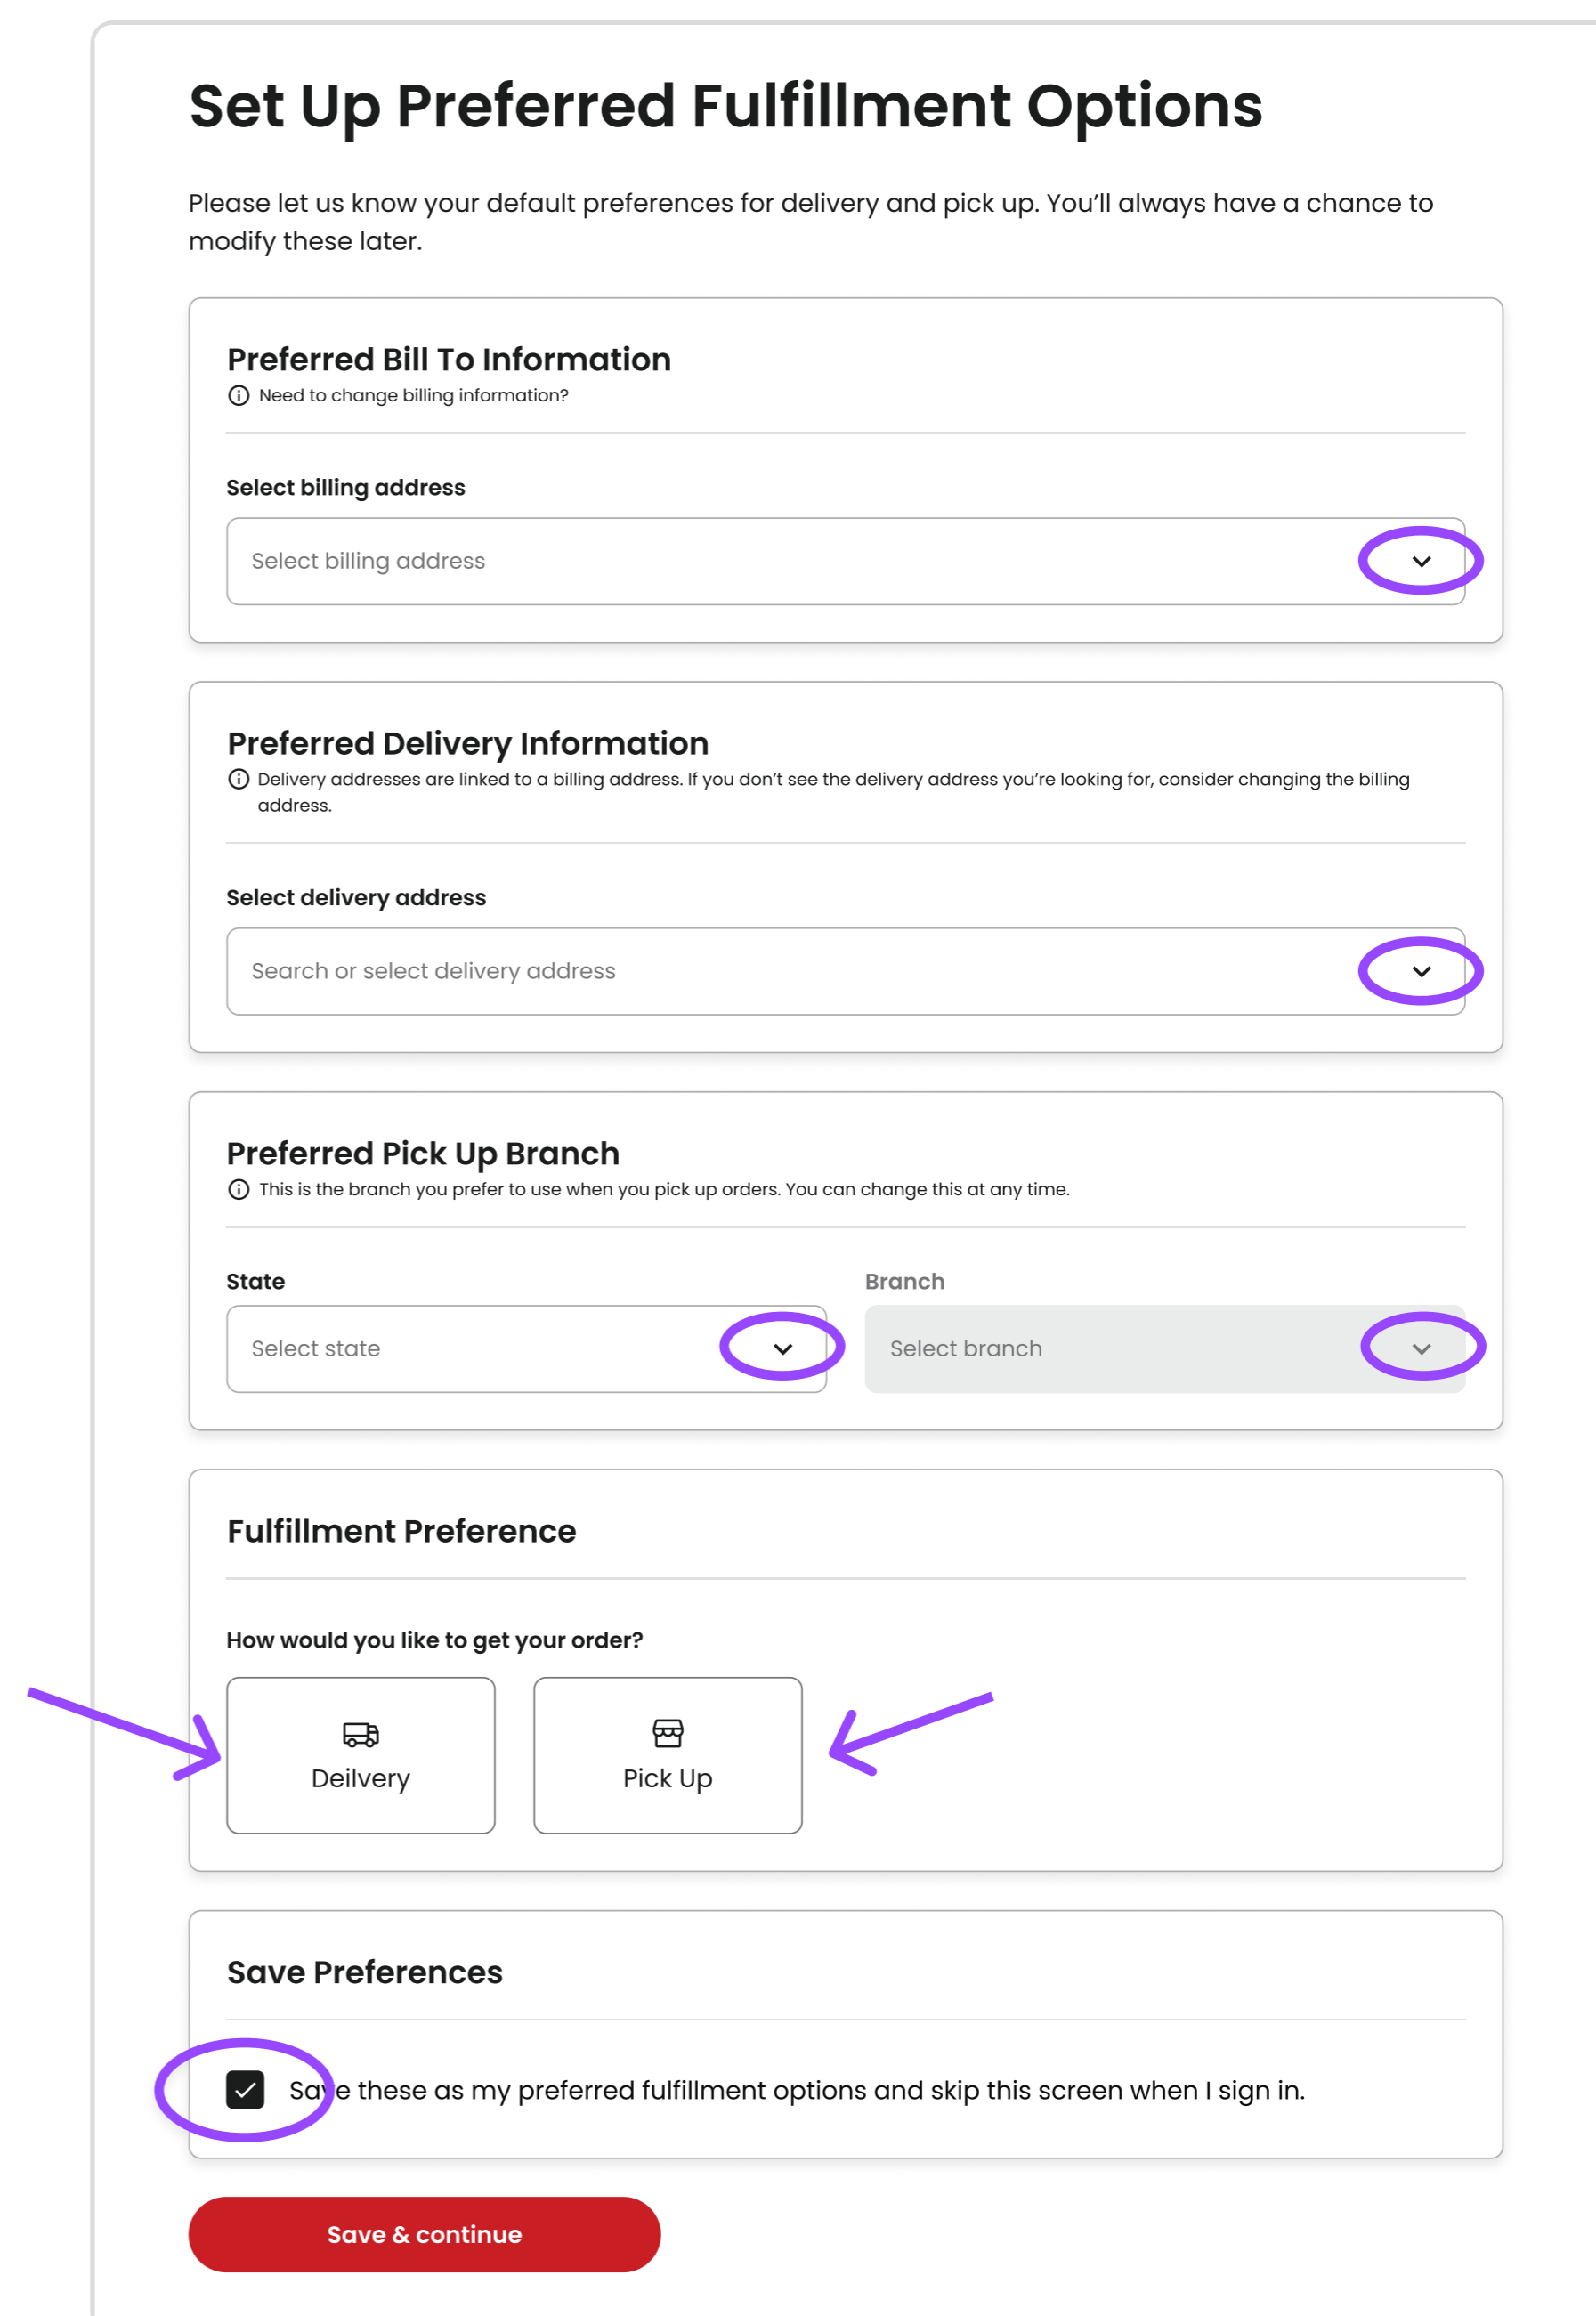 Set Up Preferred Fulfillment Options
Please let us know your default preferences for delivery and pick up. You’ll always have a chance to
modify these later.
Preferred Bill To Information
Need to change billing information?
Select billing address
Select billing address
Preferred Delivery Information
Delivery addresses are linked to a billing address. If you don’t see the delivery address you’re looking for, consider changing the billing
address.
Select delivery address
Search or select delivery address
Preferred Pick Up Branch
This is the branch you prefer to use when you pick up orders. You can change this at any time.
State
Branch
Select state
Select branch
Fulfillment Preference
How would you like to get your order?
Deilvery
Pick Up
Save Preferences
Save these as my preferred fulfillment options and skip this screen when I sign in.
Save & continue